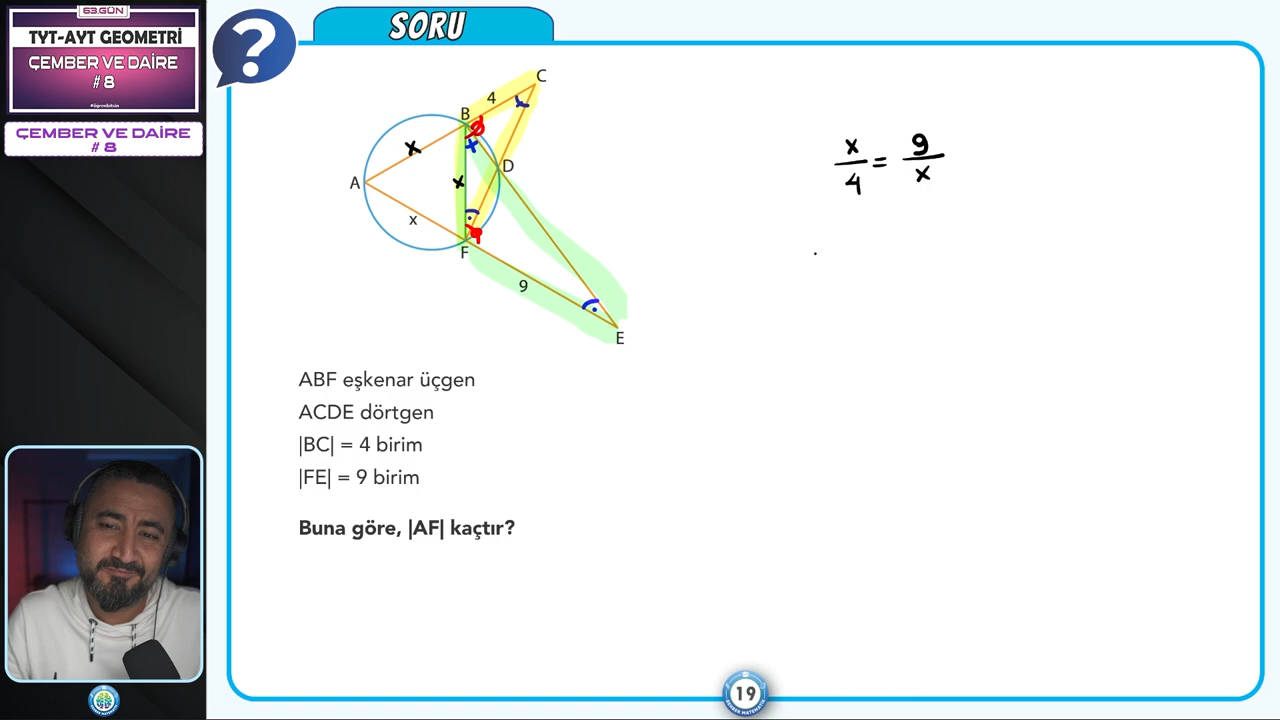 63.GÜN
TYT-AYT GEOMETRİ
ÇEMBER VE DAİRE
# 8
#ögrenbitsin
ÇEMBER VE DAİRE
# 8
?
SORU
C
4
B
x
x
D
A
x
x
F
9
E
x/4 = 9/x
ABF eşkenar üçgen
ACDE dörtgen
|BC| = 4 birim
|FE| = 9 birim
Buna göre, |AF| kaçtır?
19